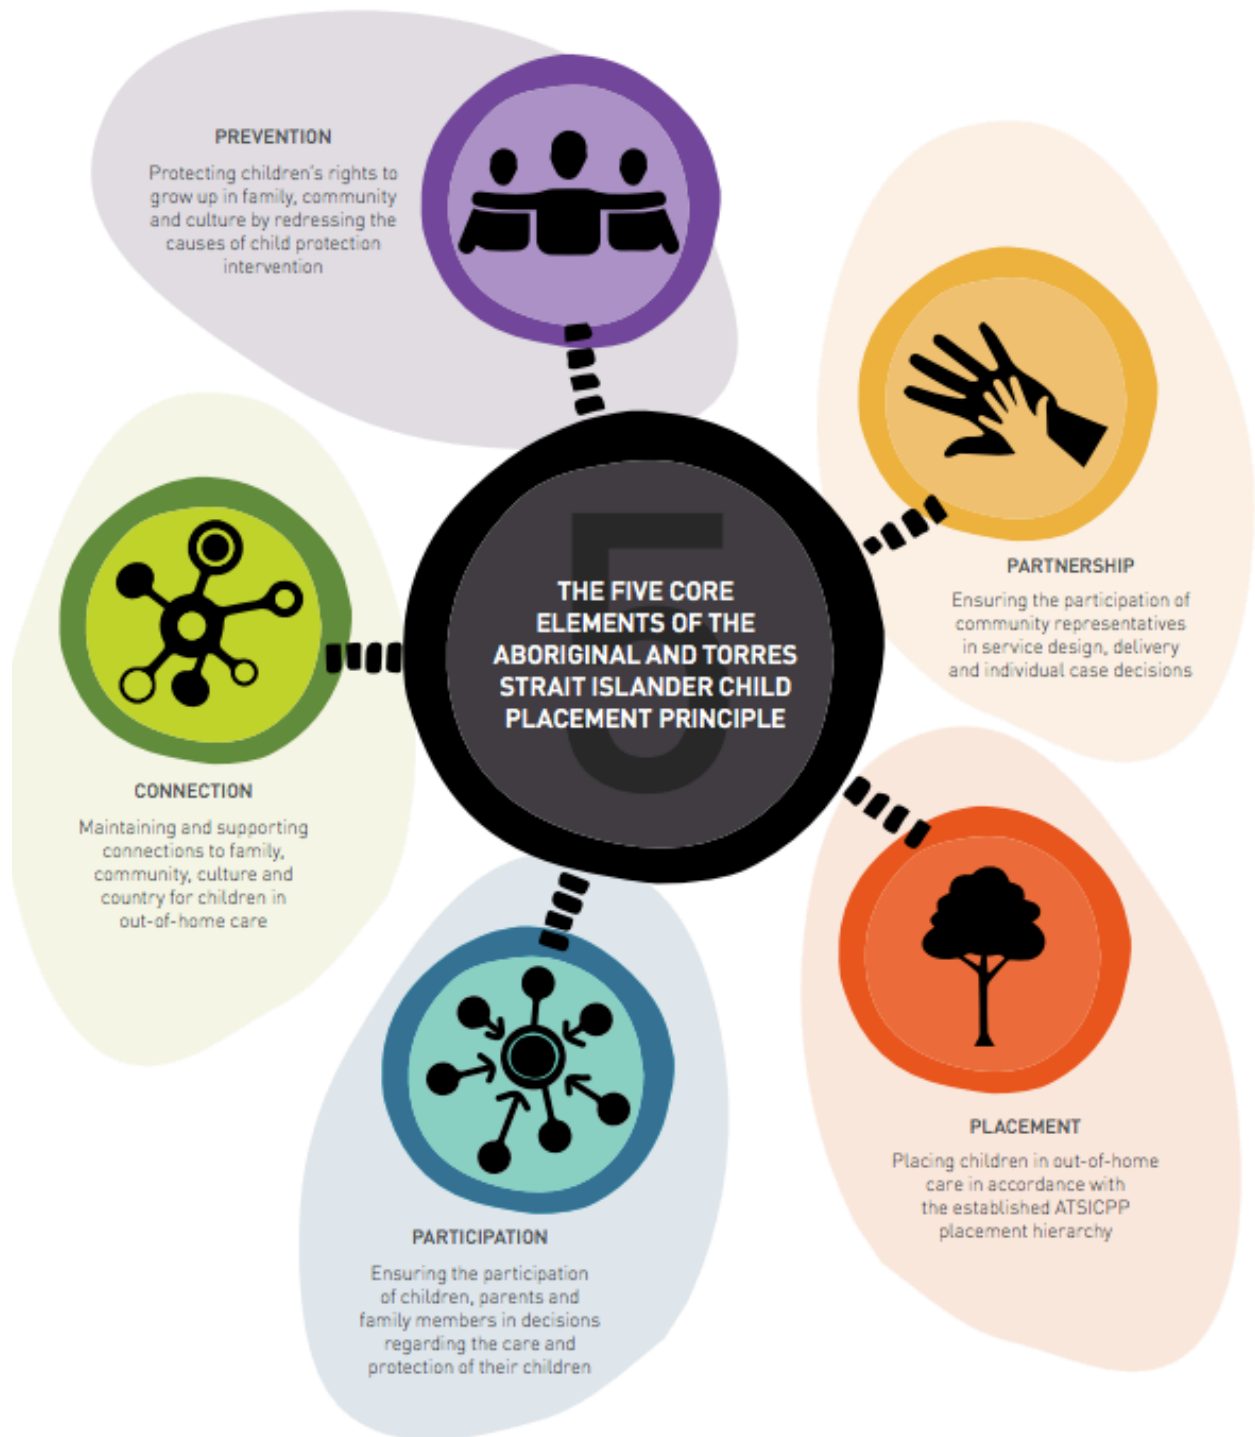 PREVENTION
Protecting children's rights to
grow up in family, community
and culture by redressing the
causes of child protection
intervention
PARTNERSHIP
Ensuring the participation of
community representatives
in service design, delivery
and individual case decisions
5
THE FIVE CORE
ELEMENTS OF THE
ABORIGINAL AND TORRES
STRAIT ISLANDER CHILD
PLACEMENT PRINCIPLE
CONNECTION
Maintaining and supporting
connections to family,
community, culture and
country for children in
out-of-home care
PLACEMENT
Placing children in out-of-home
care in accordance with
the established ATSICPP
placement hierarchy
PARTICIPATION
Ensuring the participation
of children, parents and
family members in decisions
regarding the care and
protection of their children